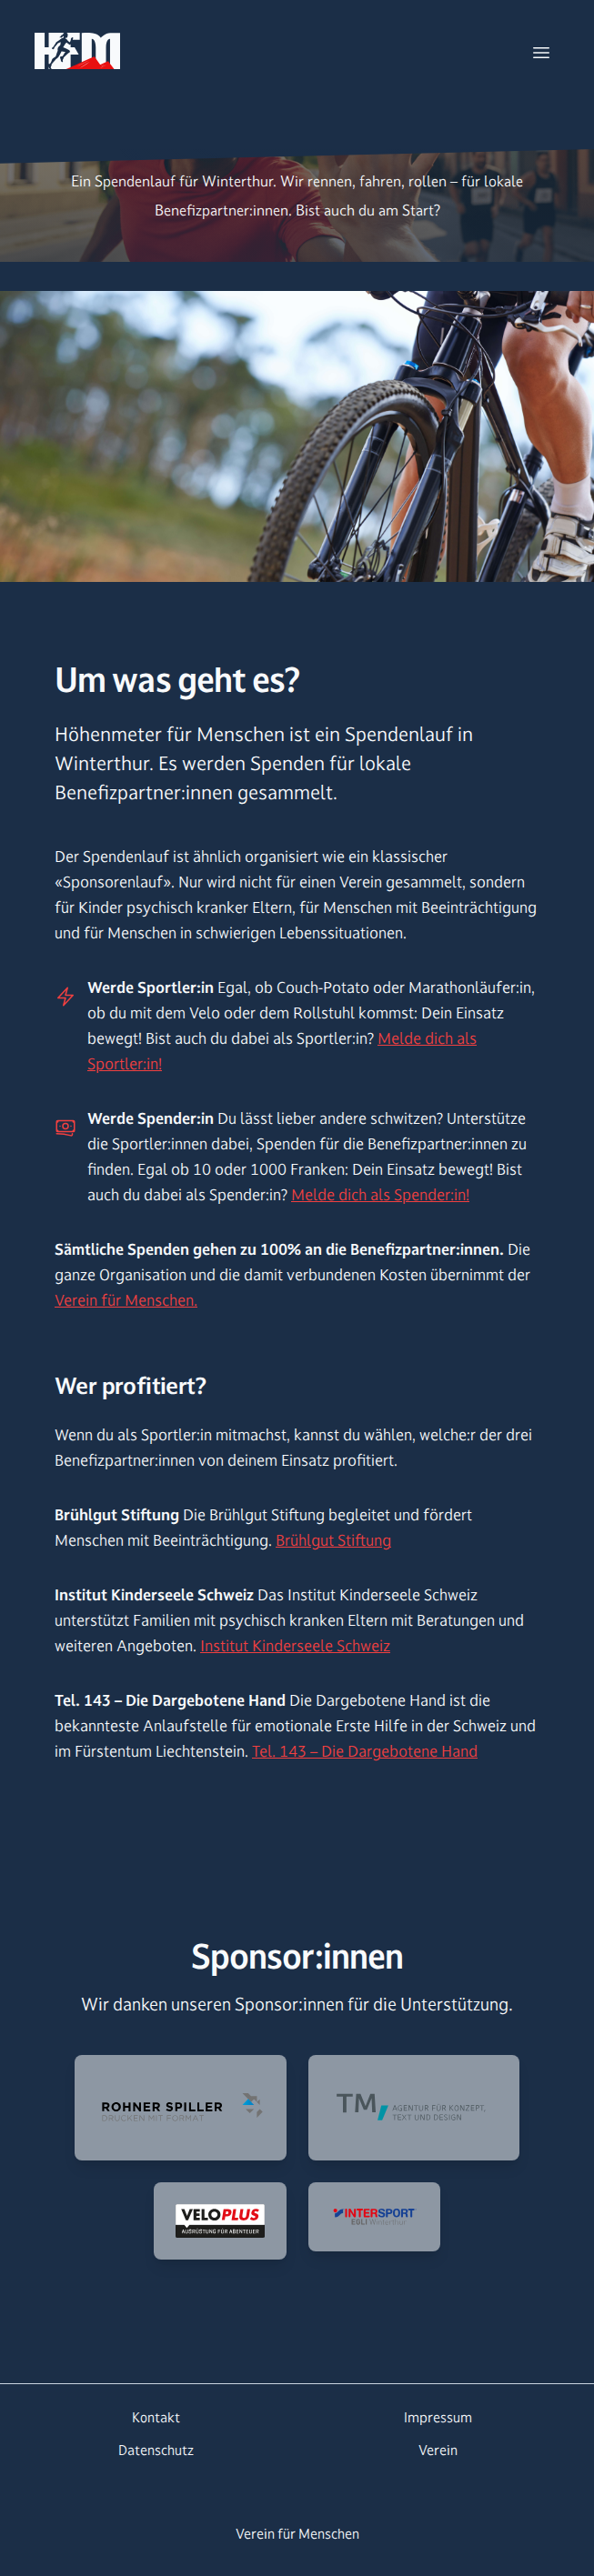 HFM
Ein Spendenlauf für Winterthur. Wir rennen, fahren, rollen – für lokale
Benefizpartner:innen. Bist auch du am Start?
Um was geht es?
Höhenmeter für Menschen ist ein Spendenlauf in
Winterthur. Es werden Spenden für lokale
Benefizpartner:innen gesammelt.
Der Spendenlauf ist ähnlich organisiert wie ein klassischer
«Sponsorenlauf». Nur wird nicht für einen Verein gesammelt, sondern
für Kinder psychisch kranker Eltern, für Menschen mit Beeinträchtigung
und für Menschen in schwierigen Lebenssituationen.
Werde Sportler:in Egal, ob Couch-Potato oder Marathonläufer:in,
ob du mit dem Velo oder dem Rollstuhl kommst: Dein Einsatz
bewegt! Bist auch du dabei als Sportler:in? Melde dich als
Sportler:in!
Werde Spender:in Du lässt lieber andere schwitzen? Unterstütze
die Sportler:innen dabei, Spenden für die Benefizpartner:innen zu
finden. Egal ob 10 oder 1000 Franken: Dein Einsatz bewegt! Bist
auch du dabei als Spender:in? Melde dich als Spender:in!
Sämtliche Spenden gehen zu 100% an die Benefizpartner:innen. Die
ganze Organisation und die damit verbundenen Kosten übernimmt der
Verein für Menschen.
Wer profitiert?
Wenn du als Sportler:in mitmachst, kannst du wählen, welche:r der drei
Benefizpartner:innen von deinem Einsatz profitiert.
Brühlgut Stiftung Die Brühlgut Stiftung begleitet und fördert
Menschen mit Beeinträchtigung. Brühlgut Stiftung
Institut Kinderseele Schweiz Das Institut Kinderseele Schweiz
unterstützt Familien mit psychisch kranken Eltern mit Beratungen und
weiteren Angeboten. Institut Kinderseele Schweiz
Tel. 143 – Die Dargebotene Hand Die Dargebotene Hand ist die
bekannteste Anlaufstelle für emotionale Erste Hilfe in der Schweiz und
im Fürstentum Liechtenstein. Tel. 143 – Die Dargebotene Hand
Sponsor:innen
Wir danken unseren Sponsor:innen für die Unterstützung.
ROHNER SPILLER
DRUCKEN MIT FORMAT
TM
AGENTUR FÜR KONZEPT,
TEXT UND DESIGN
VELOPLUS
AUSRÜSTUNG FÜR ABENTEUER
INTERSPORT
EGLI Winterthur
Kontakt
Impressum
Datenschutz
Verein
Verein für Menschen